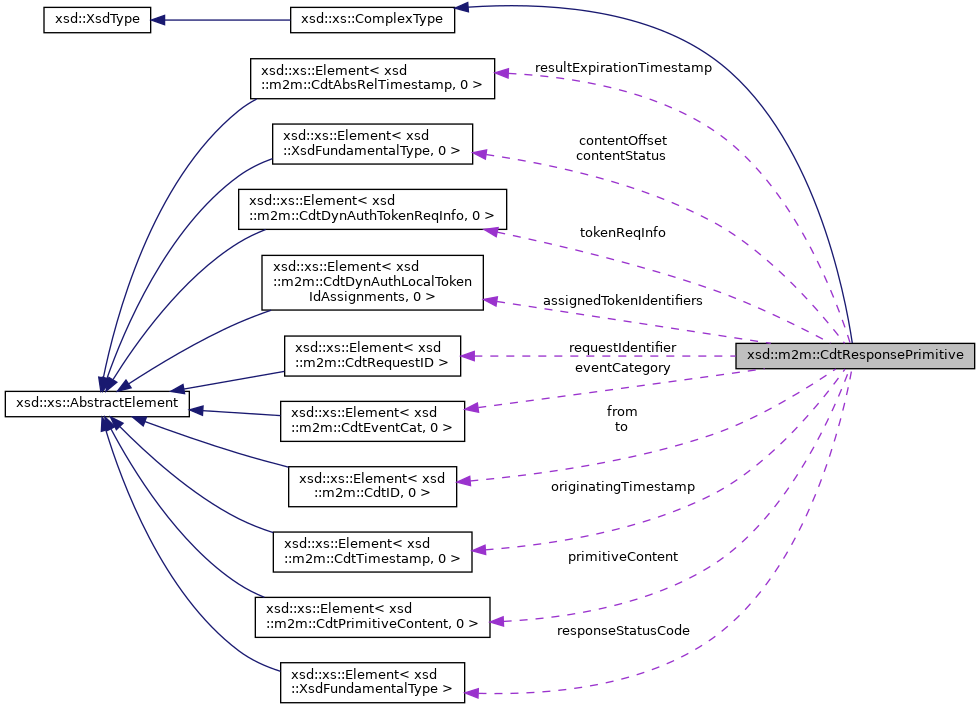 xsd::XsdType
xsd::xs::ComplexType
xsd::xs::Element< xsd
::m2m::CdtAbsRelTimestamp, 0 >
resultExpirationTimestamp
xsd::xs::Element< xsd
::XsdFundamentalType, 0 >
contentOffset
contentStatus
xsd::xs::Element< xsd
::m2m::CdtDynAuthTokenReqInfo, 0 >
tokenReqInfo
xsd::xs::Element< xsd
::m2m::CdtDynAuthLocalToken
IdAssignments, 0 >
assignedTokenIdentifiers
xsd::xs::Element< xsd
::m2m::CdtRequestID >
requestIdentifier
xsd::m2m::CdtResponsePrimitive
eventCategory
xsd::xs::AbstractElement
xsd::xs::Element< xsd
::m2m::CdtEventCat, 0 >
from
to
xsd::xs::Element< xsd
::m2m::CdtID, 0 >
originatingTimestamp
xsd::xs::Element< xsd
::m2m::CdtTimestamp, 0 >
primitiveContent
xsd::xs::Element< xsd
::m2m::CdtPrimitiveContent, 0 >
responseStatusCode
xsd::xs::Element< xsd
::XsdFundamentalType >